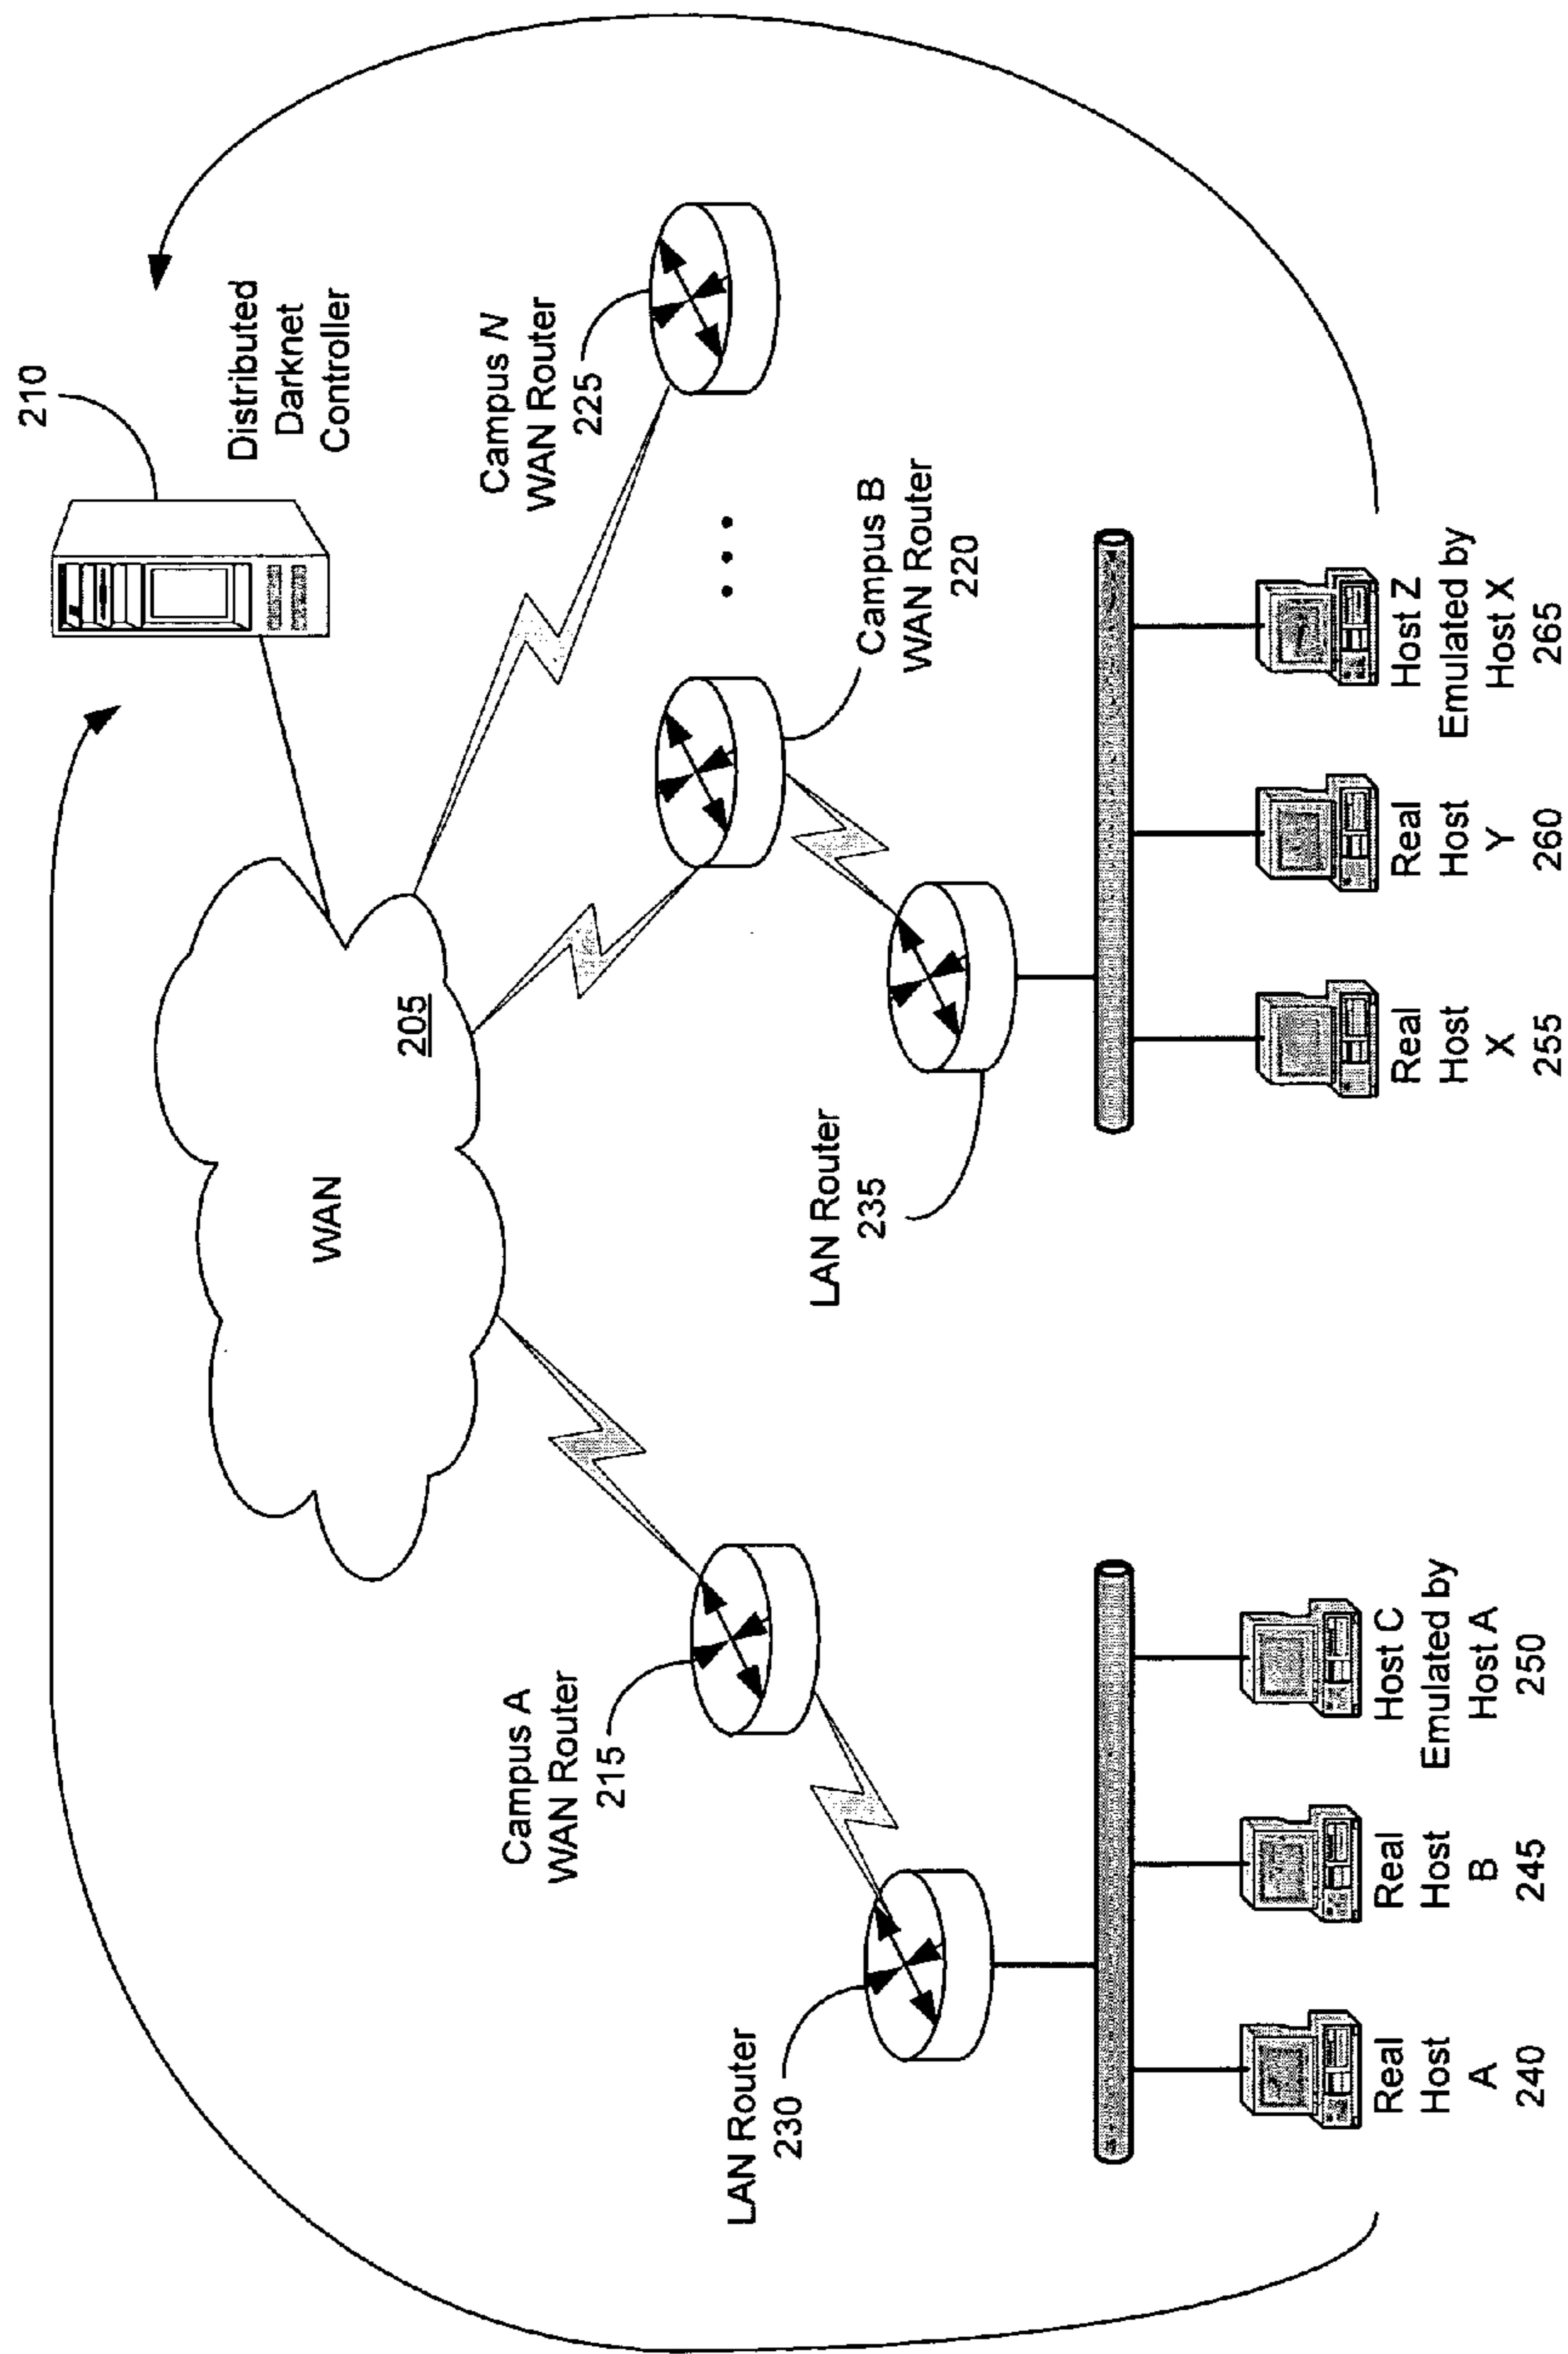 210
Distributed
Darknet
Controller
WAN
205
Campus N
WAN Router
225
Campus B
WAN Router
220
Campus A
WAN Router
215
LAN Router
235
LAN Router
230
Real
Host
A
240
Real
Host
B
245
Host C
Emulated by
Host A
250
Real
Host
X
255
Real
Host
Y
260
Host Z
Emulated by
Host X
265